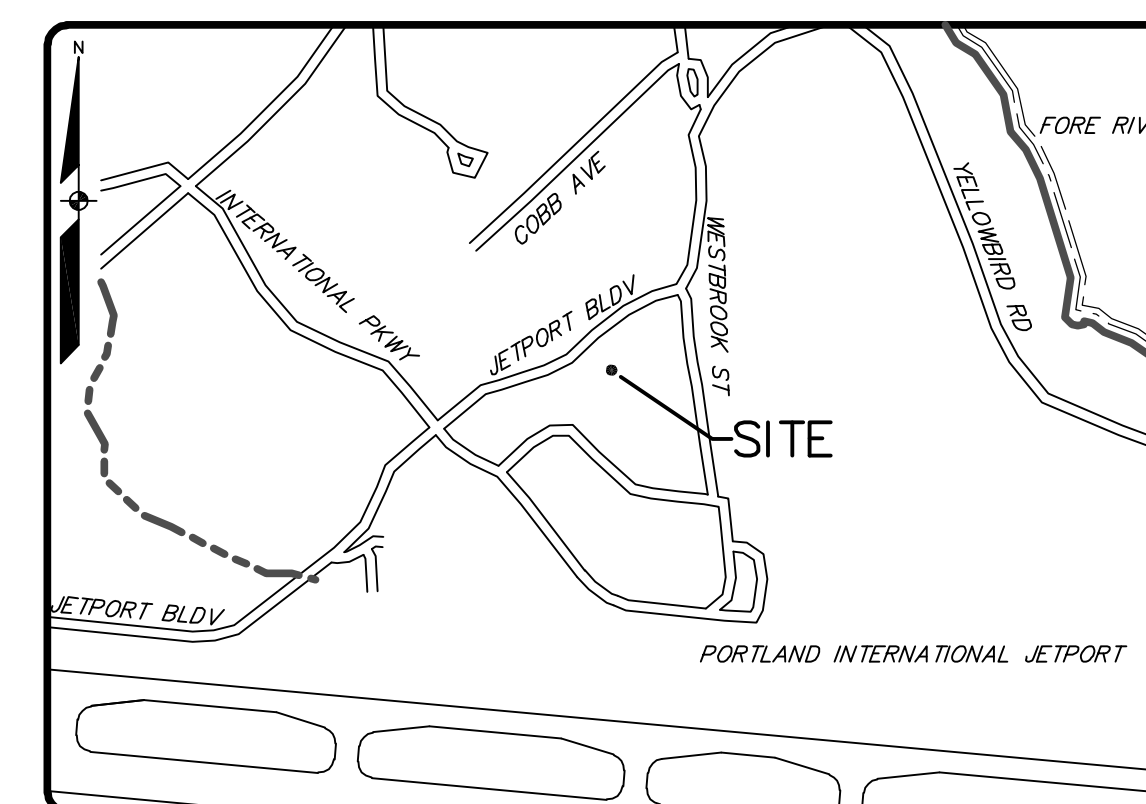 N
FORE RIV
COBB AVE
YELLOWBIRD RD
INTERNATIONAL PKWY
WESTBROOK ST
JETPORT BLDV
SITE
JETPORT BLDV
PORTLAND INTERNATIONAL JETPORT